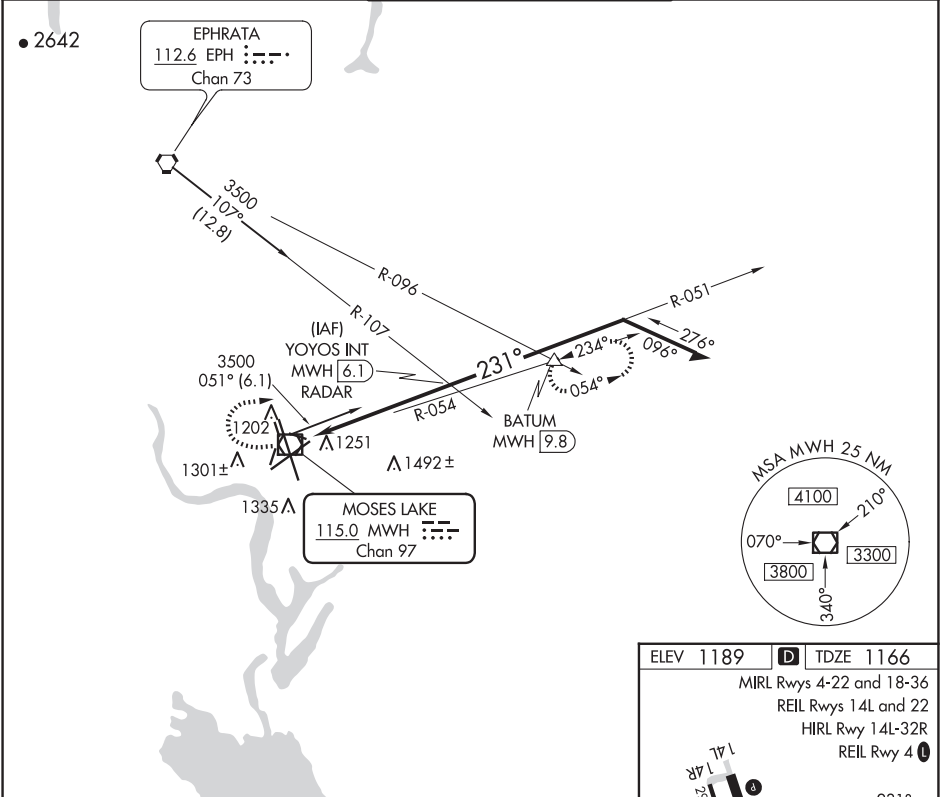 2642
EPHRATA
112.6 EPH
Chan 73
3500
107°
(12.8)
R-096
R-107
R-051
276°
096°
(IAF)
YOYOS INT
MWH 6.1
RADAR
231°
234°
054°
3500
051° (6.1)
R-054
BATUM
MWH 9.8
1202
1251
1301±
1492±
1335
MOSES LAKE
115.0 MWH
Chan 97
MSA MWH 25 NM
4100
210°
070°
3300
3800
340°
ELEV 1189 D TDZE 1166
MIRL Rwys 4-22 and 18-36
REIL Rwys 14L and 22
HIRL Rwy 14L-32R
REIL Rwy 4 L
14L
14R
P